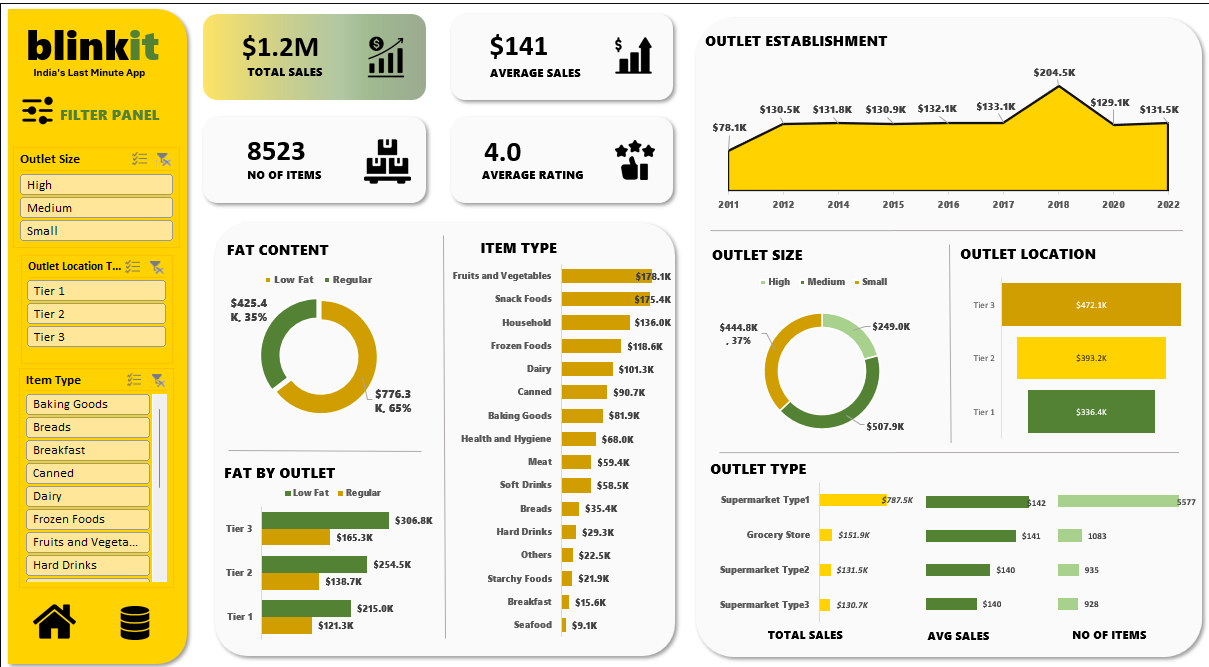 blinkit
India's Last Minute App
FILTER PANEL
Outlet Size
High
Medium
Small
Outlet Location T...
Tier 1
Tier 2
Tier 3
Item Type
Baking Goods
Breads
Breakfast
Canned
Dairy
Frozen Foods
Fruits and Vegeta...
Hard Drinks
$1.2M
TOTAL SALES
$141
AVERAGE SALES
8523
NO OF ITEMS
4.0
AVERAGE RATING
FAT CONTENT
Low Fat Regular
$425.4
K, 35%
$776.3
K, 65%
FAT BY OUTLET
Low Fat Regular
Tier 3 $306.8K
$165.3K
Tier 2 $254.5K
$138.7K
Tier 1 $215.0K
$121.3K
ITEM TYPE
Fruits and Vegetables $178.1K
Snack Foods $175.4K
Household $136.0K
Frozen Foods $118.6K
Dairy $101.3K
Canned $90.7K
Baking Goods $81.9K
Health and Hygiene $68.0K
Meat $59.4K
Soft Drinks $58.5K
Breads $35.4K
Hard Drinks $29.3K
Others $22.5K
Starchy Foods $21.9K
Breakfast $15.6K
Seafood $9.1K
OUTLET ESTABLISHMENT
$78.1K $130.5K $131.8K $130.9K $132.1K $133.1K $204.5K $129.1K $131.5K
2011 2012 2014 2015 2016 2017 2018 2020 2022
OUTLET SIZE
High Medium Small
$444.8K
, 37%
$249.0K
$507.9K
OUTLET LOCATION
Tier 3 $472.1K
Tier 2 $393.2K
Tier 1 $336.4K
OUTLET TYPE
Supermarket Type1 $787.5K $142 5577
Grocery Store $151.9K $141 1083
Supermarket Type2 $131.5K $140 935
Supermarket Type3 $130.7K $140 928
TOTAL SALES AVG SALES NO OF ITEMS